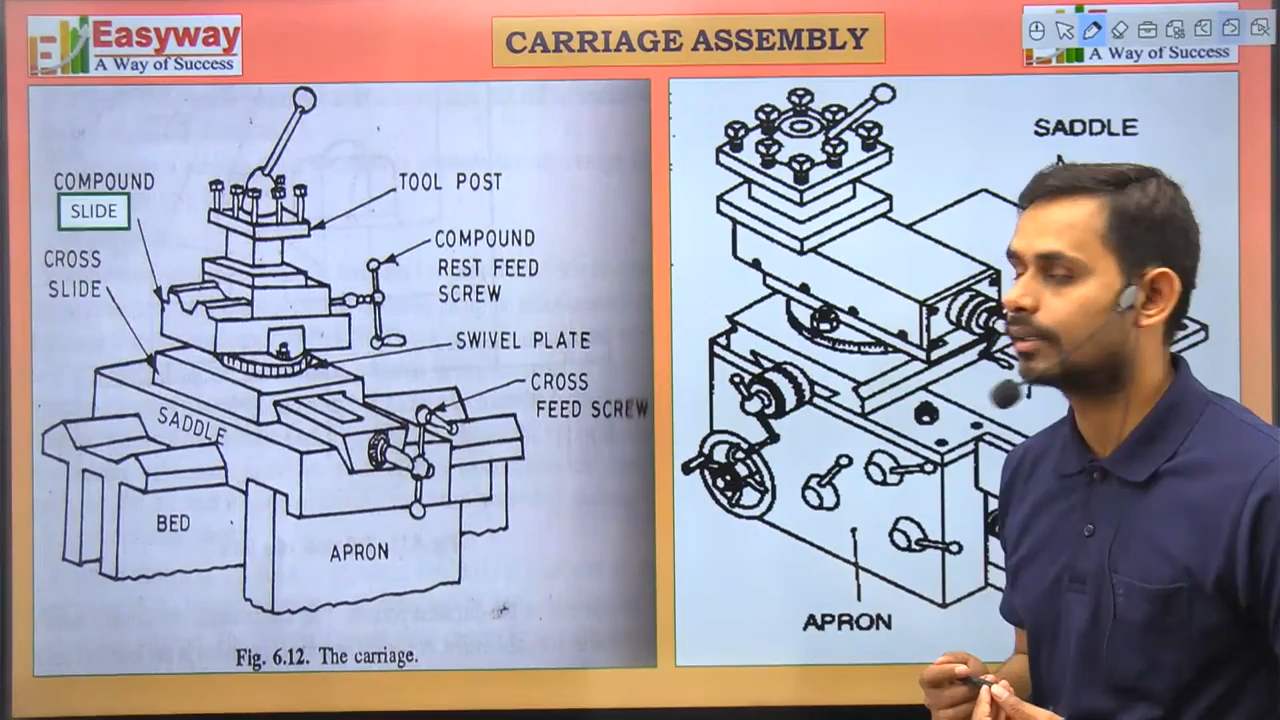 Easyway
A Way of Success
CARRIAGE ASSEMBLY
A Way of Success
COMPOUND
SLIDE
CROSS
SLIDE
TOOL POST
COMPOUND
REST FEED
SCREW
SWIVEL PLATE
CROSS
FEED SCREW
SADDLE
BED
APRON
Fig. 6.12. The carriage.
SADDLE
APRON